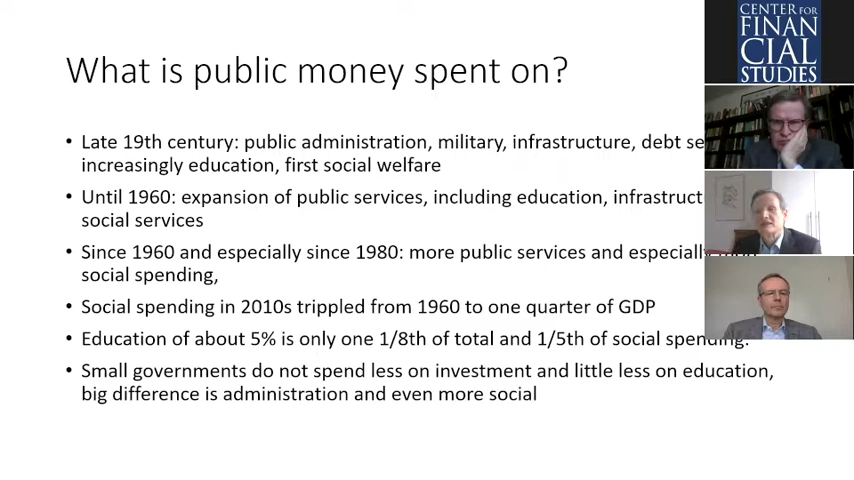 What is public money spent on?
• Late 19th century: public administration, military, infrastructure, debt
increasingly education, first social welfare
• Until 1960: expansion of public services, including education,
social services
• Since 1960 and especially since 1980: more public services and especially
social spending,
• Social spending in 2010s trippled from 1960 to one quarter of GDP
• Education of about 5% is only one 1/8th of total and 1/5th of social spending.
• Small governments do not spend less on investment and little less on education,
big difference is administration and even more social
CENTER FOR
FINAN
CIAL
STUDIES